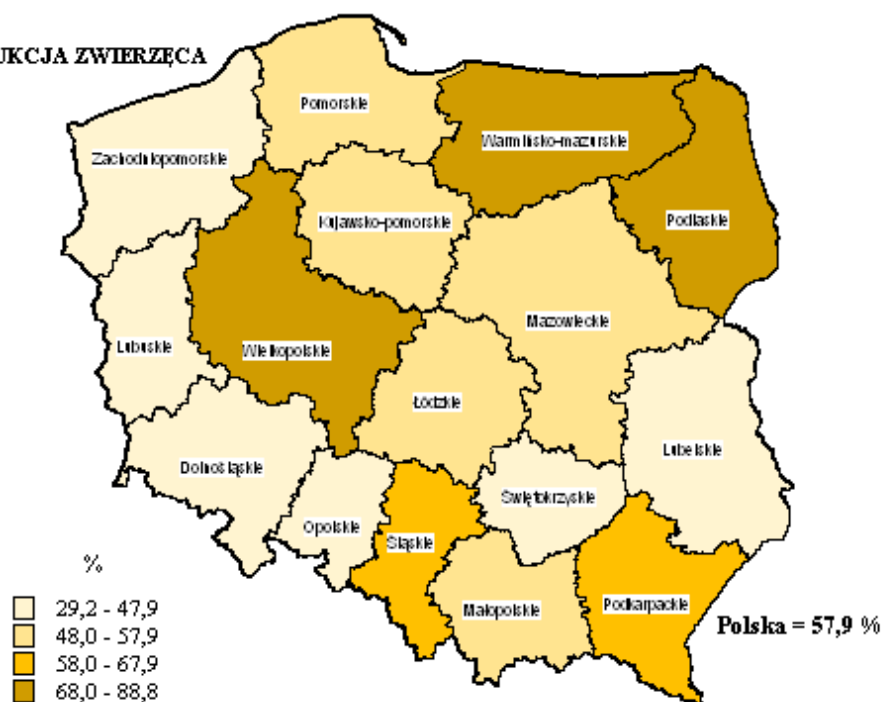 UKCJA ZWIERZĘCA
Pomorskie
Warmińsko-mazurskie
Zachodniopomorskie
Kujawsko-pomorskie
Podlaskie
Mazowieckie
Lubuskie
Wielkopolskie
Łódzkie
Lubelskie
Dolnośląskie
Świętokrzyskie
Opolskie
Śląskie
Małopolskie
Podkarpackie
Polska = 57,9 %
%
29,2 - 47,9
48,0 - 57,9
58,0 - 67,9
68,0 - 88,8